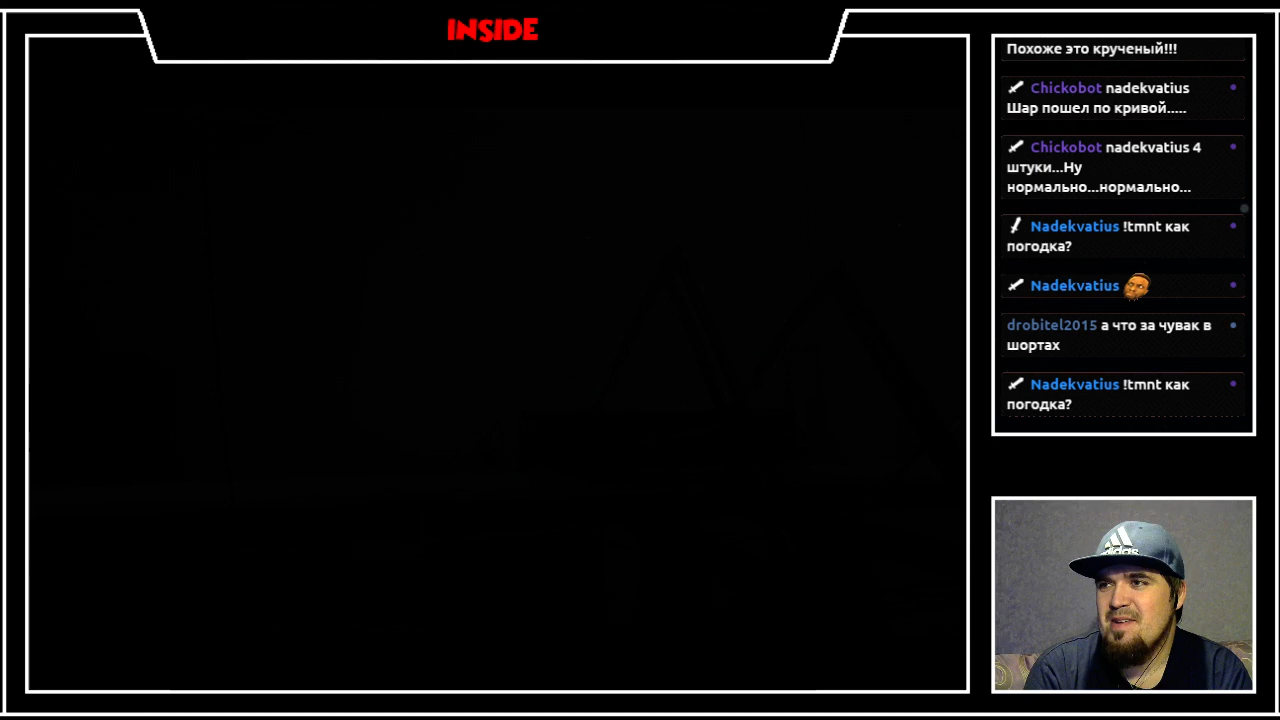 INSIDE
Похоже это крученый!!!
Chickobot nadekvatius
Шар пошел по кривой.....
Chickobot nadekvatius 4
штуки...Ну
нормально...нормально...
Nadekvatius !tmnt как
погодка?
Nadekvatius
drobitel2015 а что за чувак в
шортах
Nadekvatius !tmnt как
погодка?
adidas